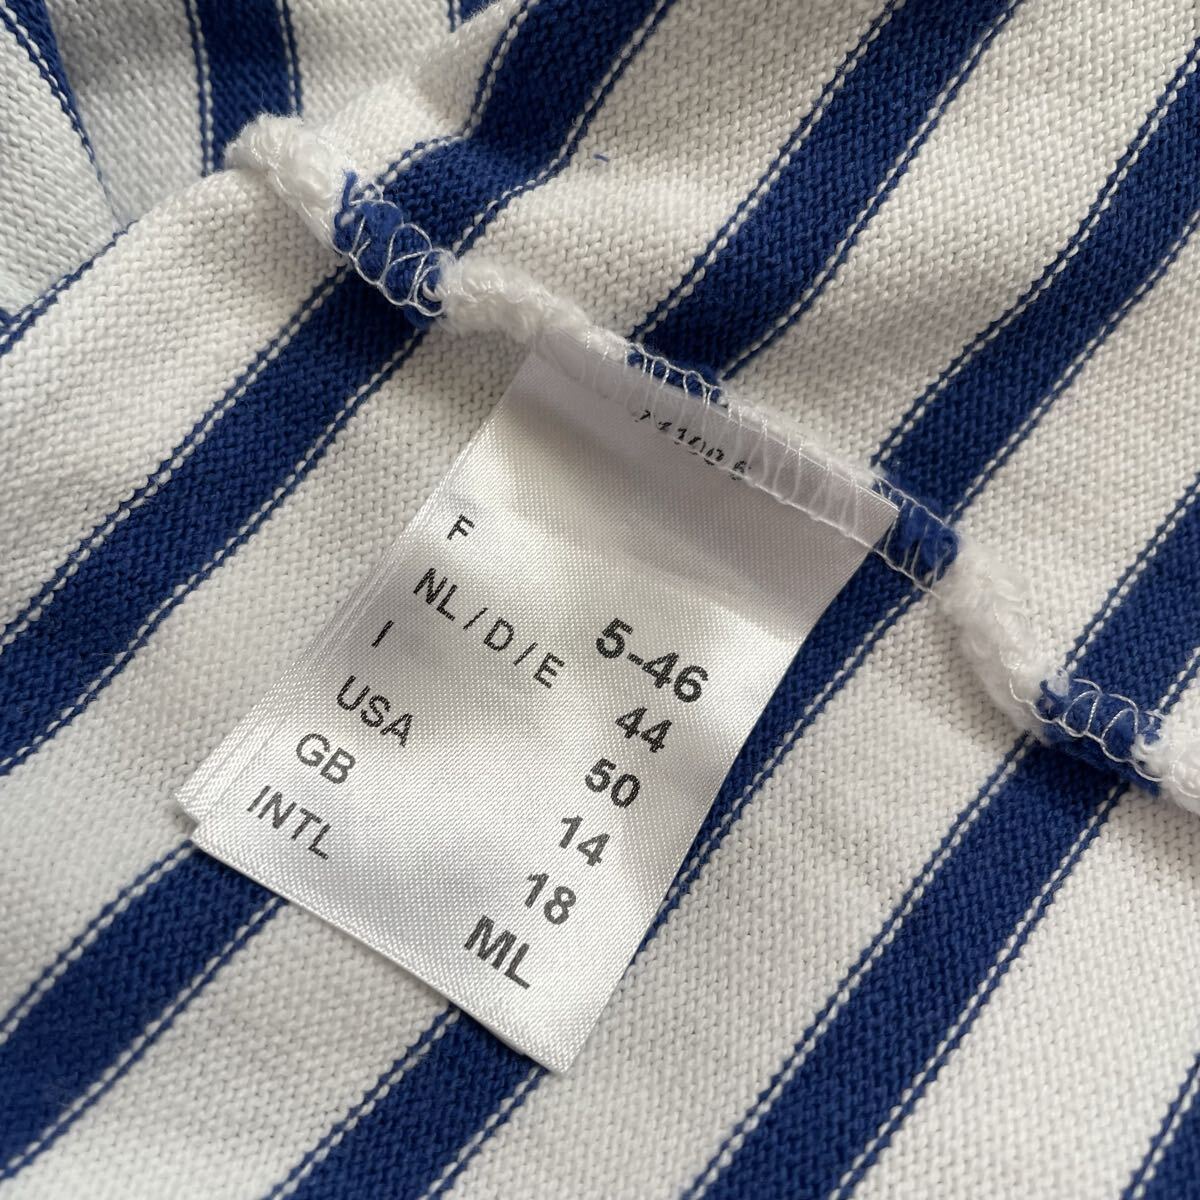 F 5-46
NL / D / E 44
I 50
USA 14
GB 18
INTL ML